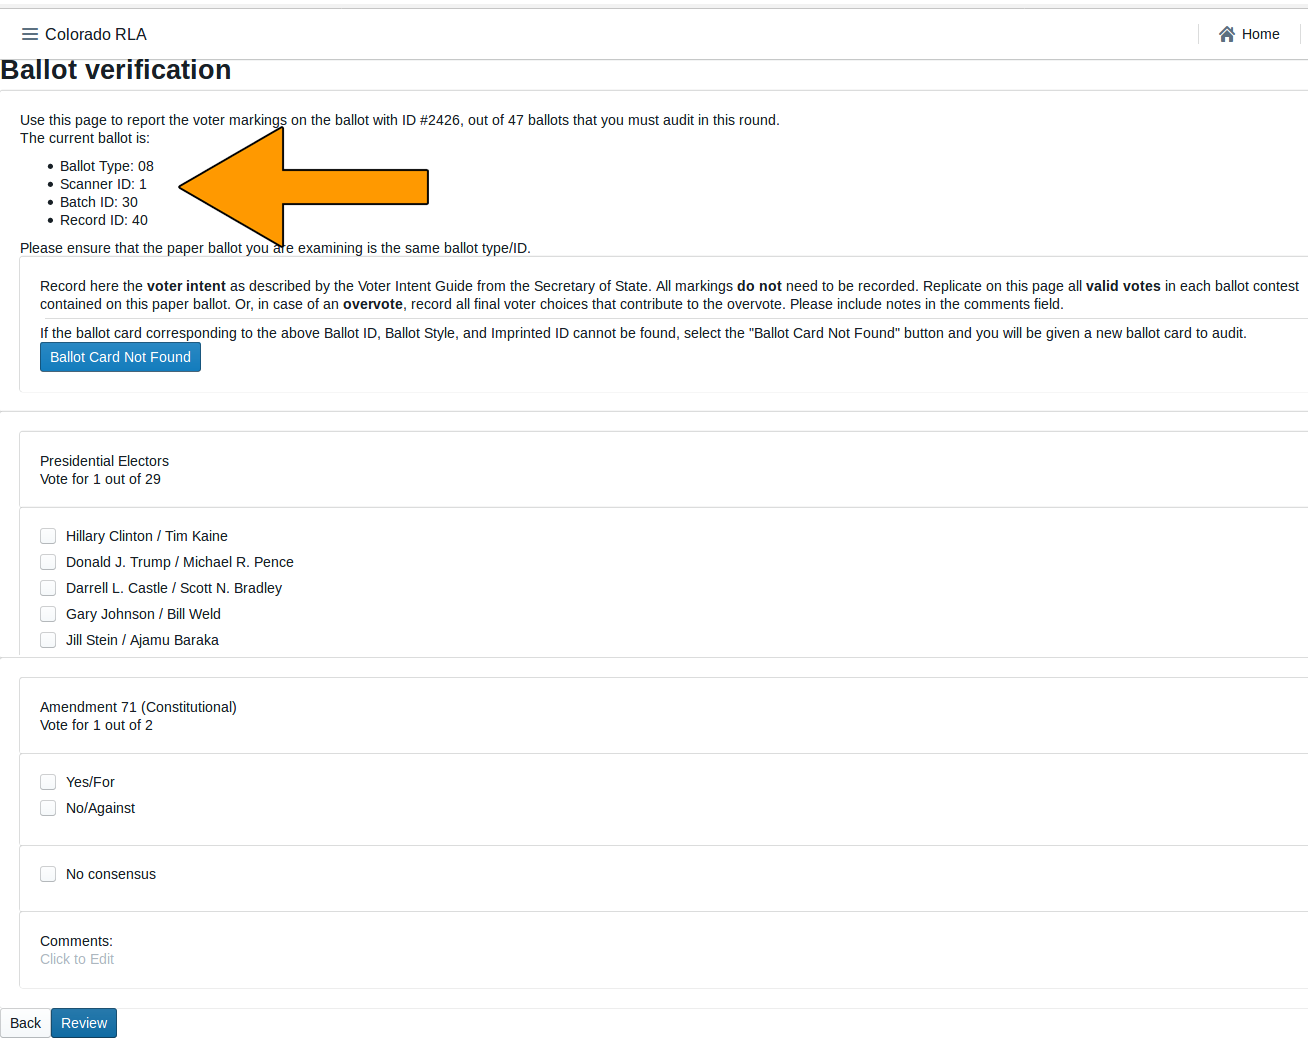 Colorado RLA
Home
Ballot verification
Use this page to report the voter markings on the ballot with ID #2426, out of 47 ballots that you must audit in this round.
The current ballot is:
Ballot Type: 08
Scanner ID: 1
Batch ID: 30
Record ID: 40
Please ensure that the paper ballot you are examining is the same ballot type/ID.
Record here the voter intent as described by the Voter Intent Guide from the Secretary of State. All markings do not need to be recorded. Replicate on this page all valid votes in each ballot contest
contained on this paper ballot. Or, in case of an overvote, record all final voter choices that contribute to the overvote. Please include notes in the comments field.
If the ballot card corresponding to the above Ballot ID, Ballot Style, and Imprinted ID cannot be found, select the "Ballot Card Not Found" button and you will be given a new ballot card to audit.
Ballot Card Not Found
Presidential Electors
Vote for 1 out of 29
Hillary Clinton / Tim Kaine
Donald J. Trump / Michael R. Pence
Darrell L. Castle / Scott N. Bradley
Gary Johnson / Bill Weld
Jill Stein / Ajamu Baraka
Amendment 71 (Constitutional)
Vote for 1 out of 2
Yes/For
No/Against
No consensus
Comments:
Click to Edit
Back
Review